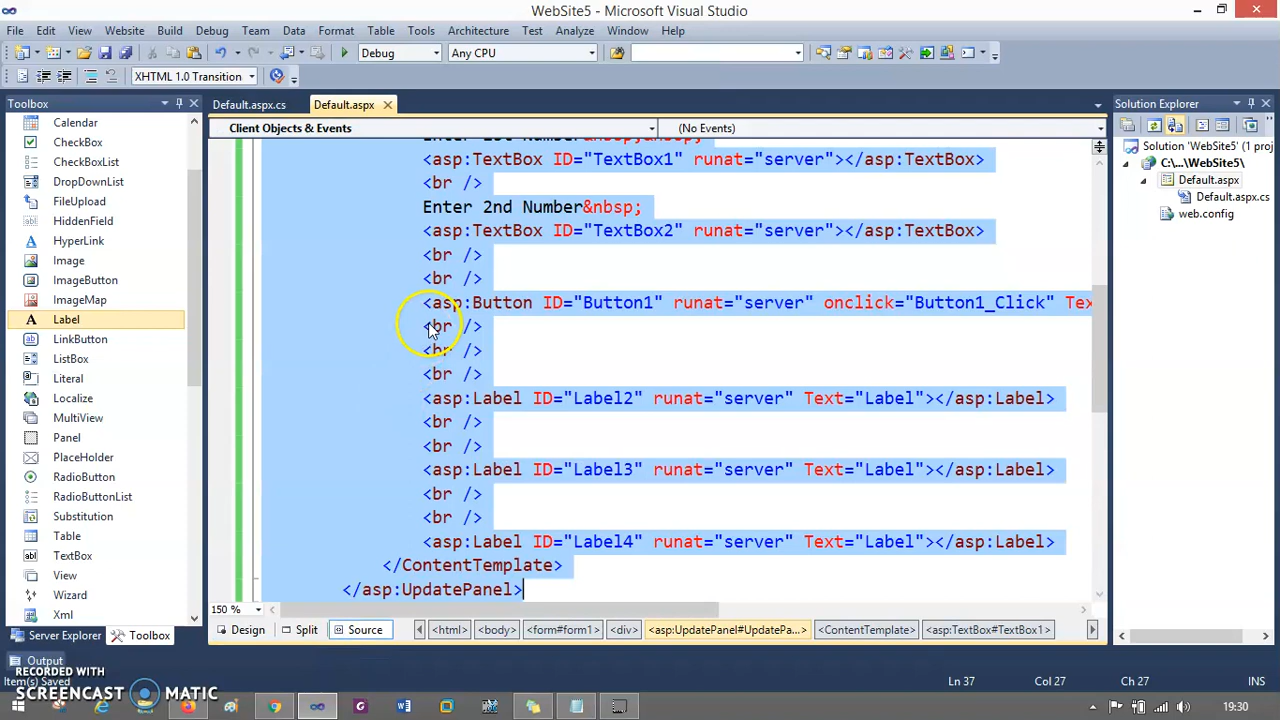 WebSite5 - Microsoft Visual Studio
File Edit View Website Build Debug Team Data Format Table Tools Architecture Test Analyze Window Help
Debug Any CPU
XHTML 1.0 Transition
Toolbox
Default.aspx.cs Default.aspx
Solution Explorer
Client Objects & Events (No Events)
Calendar
CheckBox
CheckBoxList
DropDownList
FileUpload
HiddenField
HyperLink
Image
ImageButton
ImageMap
Label
LinkButton
ListBox
Literal
Localize
MultiView
Panel
PlaceHolder
RadioButton
RadioButtonList
Substitution
Table
TextBox
View
Wizard
Xml
Server Explorer Toolbox
Enter 1st Number&nbsp;&nbsp;
<asp:TextBox ID="TextBox1" runat="server"></asp:TextBox>
<br />
Enter 2nd Number&nbsp;
<asp:TextBox ID="TextBox2" runat="server"></asp:TextBox>
<br />
<br />
<asp:Button ID="Button1" runat="server" onclick="Button1_Click" Tex
<br />
<br />
<br />
<asp:Label ID="Label2" runat="server" Text="Label"></asp:Label>
<br />
<br />
<asp:Label ID="Label3" runat="server" Text="Label"></asp:Label>
<br />
<br />
<asp:Label ID="Label4" runat="server" Text="Label"></asp:Label>
</ContentTemplate>
</asp:UpdatePanel>
150 %
Design Split Source <html> <body> <form#form1> <div> <asp:UpdatePanel#UpdatePa...> <ContentTemplate> <asp:TextBox#TextBox1>
Solution 'WebSite5' (1 proj
C:\...\WebSite5\
Default.aspx
Default.aspx.cs
web.config
Output
Item(s) Saved
Ln 37 Col 27 Ch 27 INS
RECORDED WITH
SCREENCAST MATIC
19:30